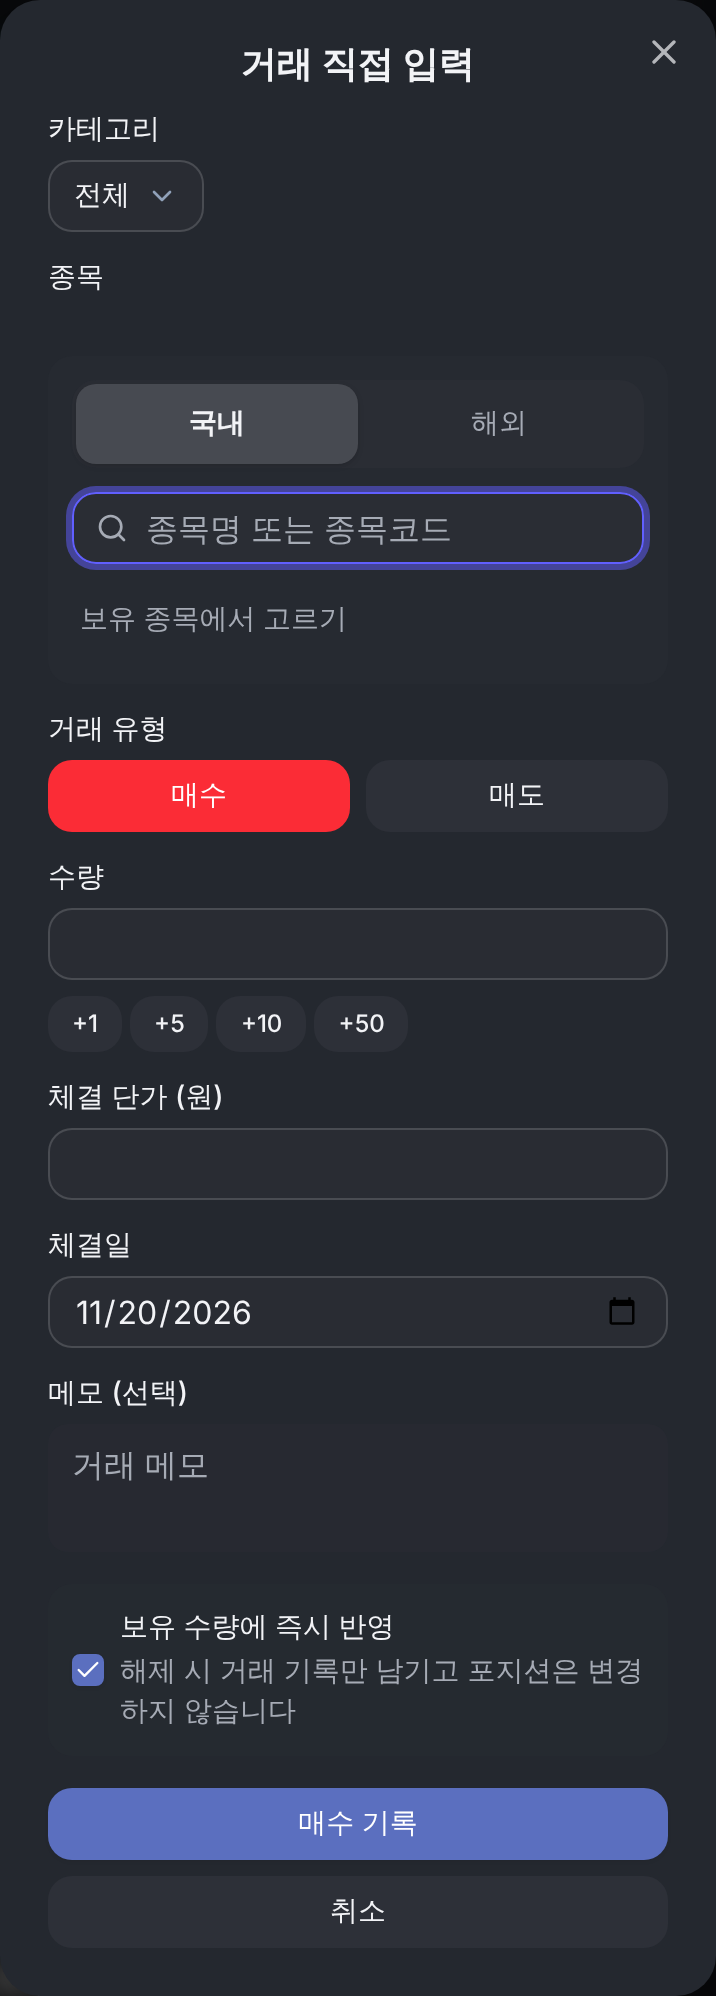 거래 직접 입력
카테고리
전체
종목
국내
해외
종목명 또는 종목코드
보유 종목에서 고르기
거래 유형
매수
매도
수량
+1
+5
+10
+50
체결 단가 (원)
체결일
11/20/2026
메모 (선택)
거래 메모
보유 수량에 즉시 반영
해제 시 거래 기록만 남기고 포지션은 변경
하지 않습니다
매수 기록
취소